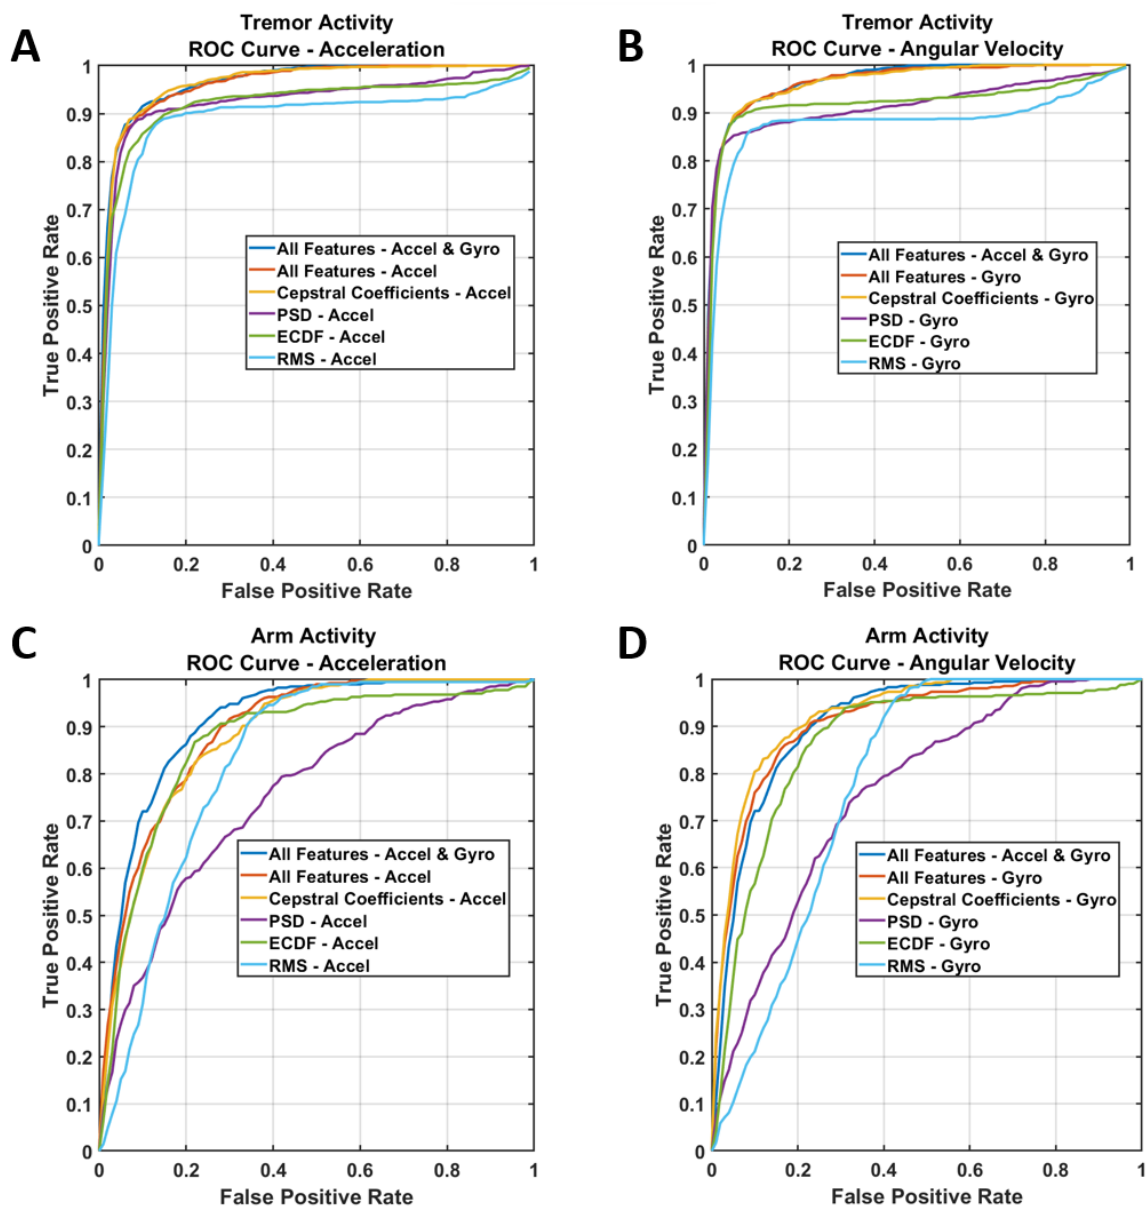 A
Tremor Activity
ROC Curve - Acceleration
True Positive Rate
1
0.9
0.8
0.7
0.6
0.5
0.4
0.3
0.2
0.1
0
All Features - Accel & Gyro
All Features - Accel
Cepstral Coefficients - Accel
PSD - Accel
ECDF - Accel
RMS - Accel
0 0.2 0.4 0.6 0.8 1
False Positive Rate
B
Tremor Activity
ROC Curve - Angular Velocity
True Positive Rate
1
0.9
0.8
0.7
0.6
0.5
0.4
0.3
0.2
0.1
0
All Features - Accel & Gyro
All Features - Gyro
Cepstral Coefficients - Gyro
PSD - Gyro
ECDF - Gyro
RMS - Gyro
0 0.2 0.4 0.6 0.8 1
False Positive Rate
C
Arm Activity
ROC Curve - Acceleration
True Positive Rate
1
0.9
0.8
0.7
0.6
0.5
0.4
0.3
0.2
0.1
0
All Features - Accel & Gyro
All Features - Accel
Cepstral Coefficients - Accel
PSD - Accel
ECDF - Accel
RMS - Accel
0 0.2 0.4 0.6 0.8 1
False Positive Rate
D
Arm Activity
ROC Curve - Angular Velocity
True Positive Rate
1
0.9
0.8
0.7
0.6
0.5
0.4
0.3
0.2
0.1
0
All Features - Accel & Gyro
All Features - Gyro
Cepstral Coefficients - Gyro
PSD - Gyro
ECDF - Gyro
RMS - Gyro
0 0.2 0.4 0.6 0.8 1
False Positive Rate